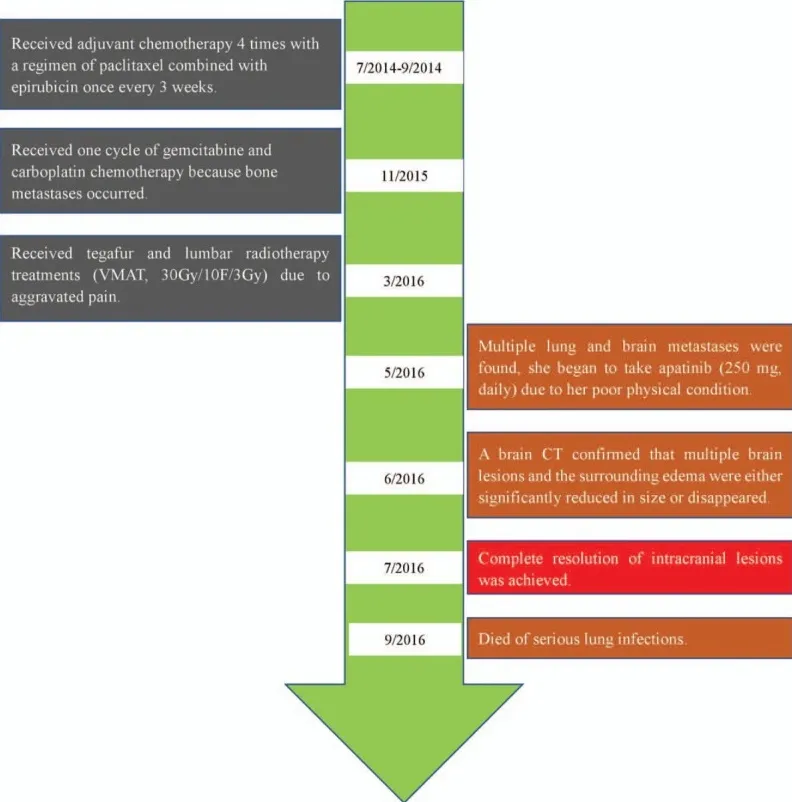 Received adjuvant chemotherapy 4 times with
a regimen of paclitaxel combined with
epirubicin once every 3 weeks.
7/2014-9/2014
Received one cycle of gemcitabine and
carboplatin chemotherapy because bone
metastases occurred.
11/2015
Received tegafur and lumbar radiotherapy
treatments (VMAT, 30Gy/10F/3Gy) due to
aggravated pain.
3/2016
Multiple lung and brain metastases were
found, she began to take apatinib (250 mg,
daily) due to her poor physical condition.
5/2016
A brain CT confirmed that multiple brain
lesions and the surrounding edema were either
significantly reduced in size or disappeared.
6/2016
Complete resolution of intracranial lesions
was achieved.
7/2016
Died of serious lung infections.
9/2016